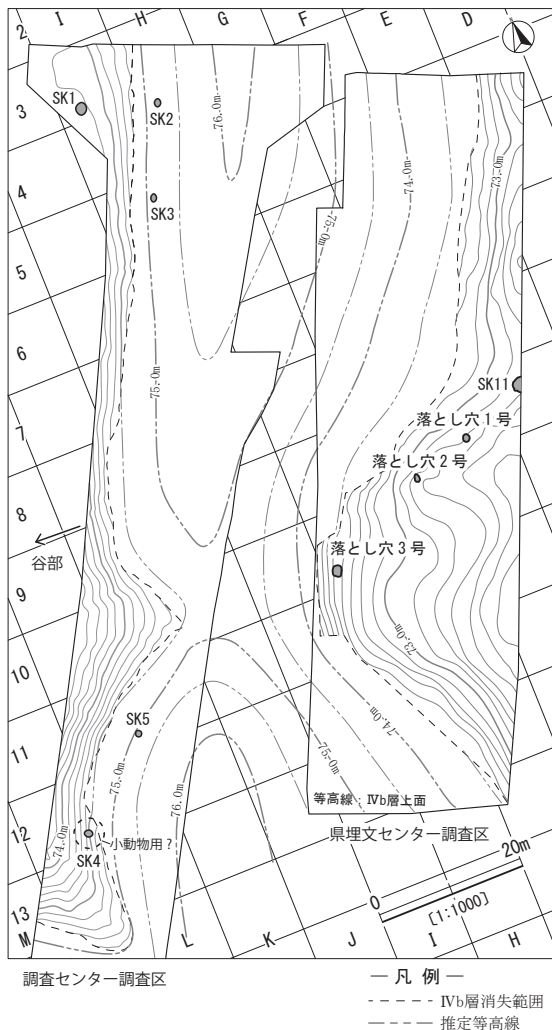 2
I
H
G
F
E
D
SK1
SK2
3
76.0m
73.0m
74.0m
4
SK3
75.0m
5
6
75.0m
SK11
7
落とし穴1号
落とし穴2号
8
谷部
落とし穴3号
9
73.0m
10
SK5
74.0m
11
75.0m
75.0m
76.0m
等高線：Ⅳb層上面
12
県埋文センター調査区
小動物用？
74.0m
SK4
20m
0
[1:1000]
13
M
L
K
J
I
H
調査センター調査区
― 凡 例 ―
Ⅳb層消失範囲
推定等高線